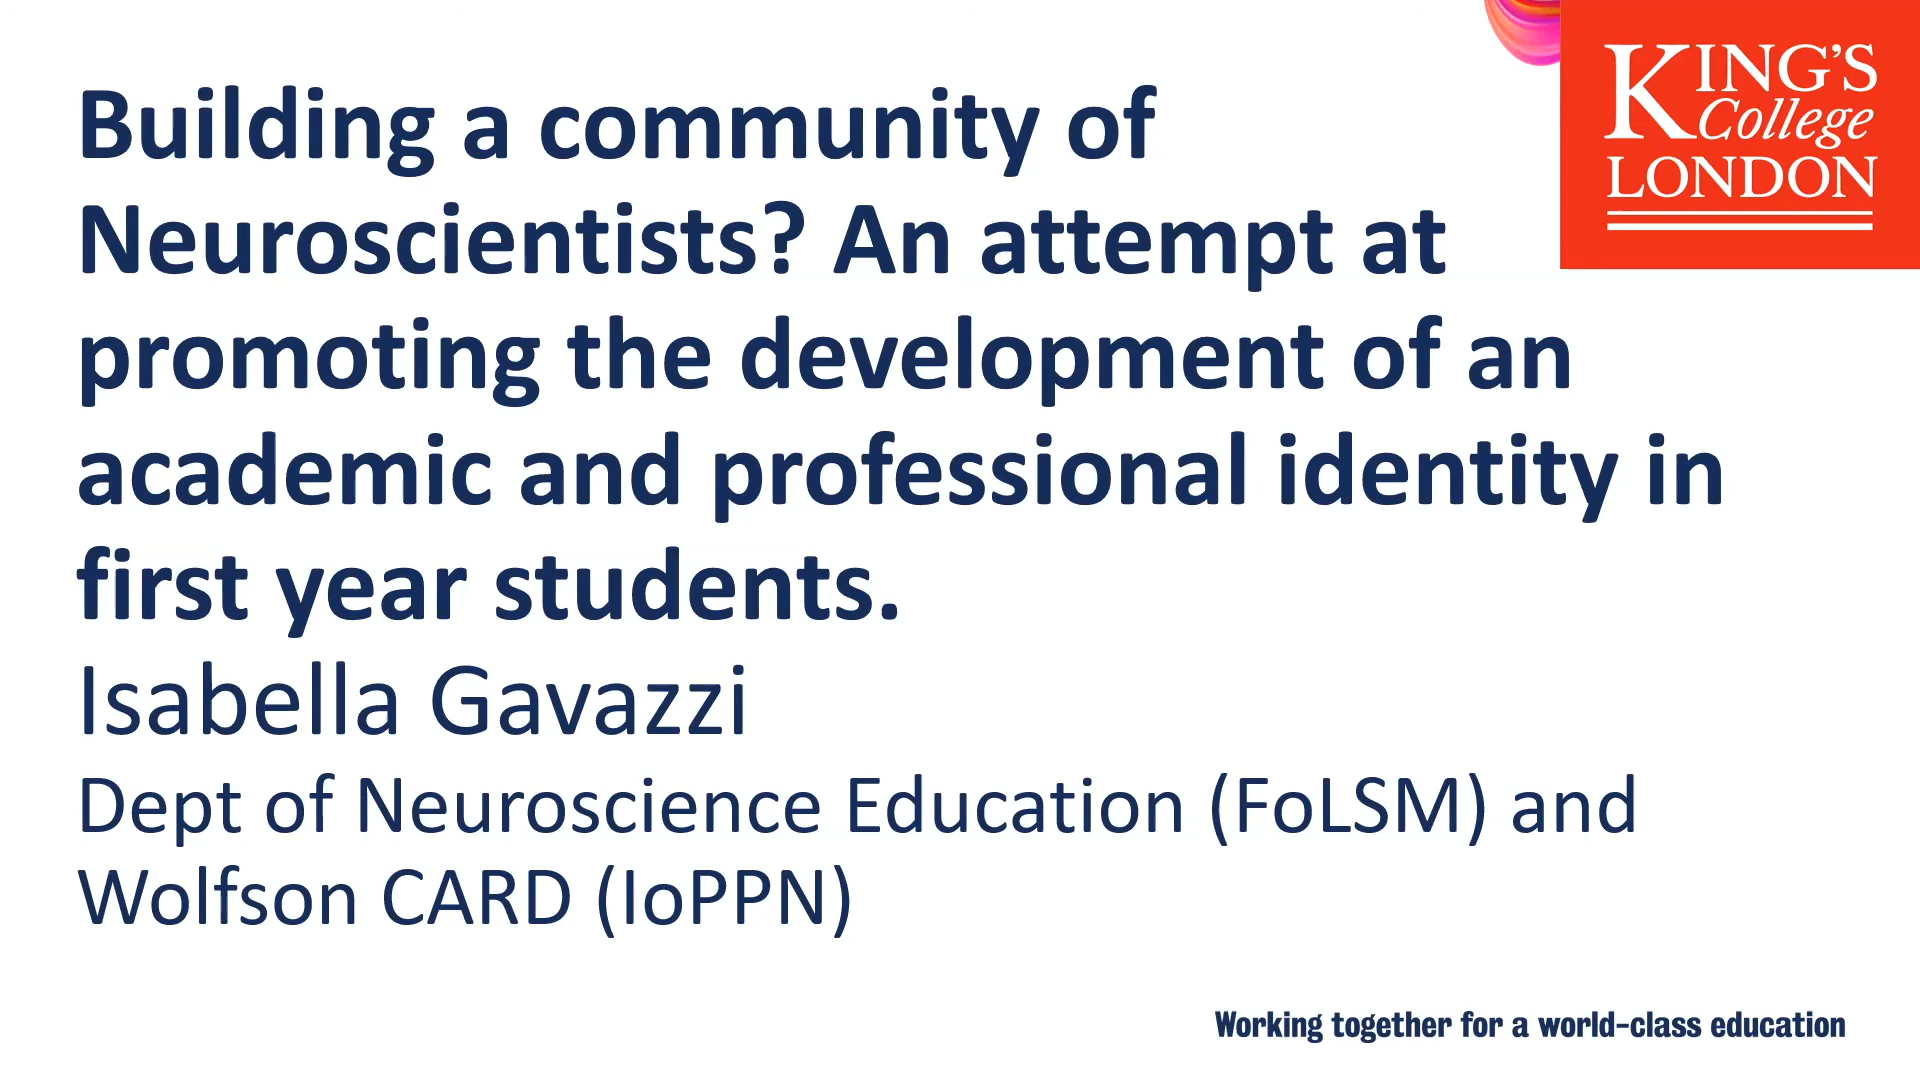 Building a community of
Neuroscientists? An attempt at
promoting the development of an
academic and professional identity in
first year students.
Isabella Gavazzi
Dept of Neuroscience Education (FoLSM) and
Wolfson CARD (IoPPN)
KING'S
College
LONDON
Working together for a world-class education